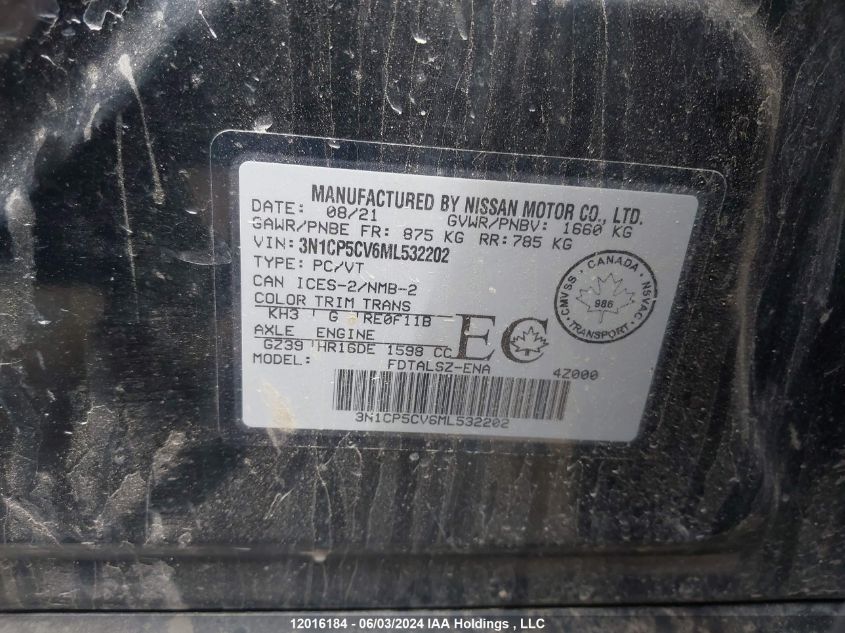 MANUFACTURED BY NISSAN MOTOR CO., LTD.
DATE: 08/21 GVWR/PNBV: 1660 KG
GAWR/PNBE FR: 875 KG RR: 785 KG
VIN: 3N1CP5CV6ML532202
TYPE: PC/VT
CAN ICES-2/NMB-2
COLOR TRIM TRANS
KH3 G RE0F11B
AXLE ENGINE
GZ39 HR16DE 1598 CC
EC
MODEL: FDTALSZ-ENA 4Z000
3N1CP5CV6ML532202
CANADA
CMVSS NSVAC
986
TRANSPORT
12016184 - 06/03/2024 IAA Holdings, LLC